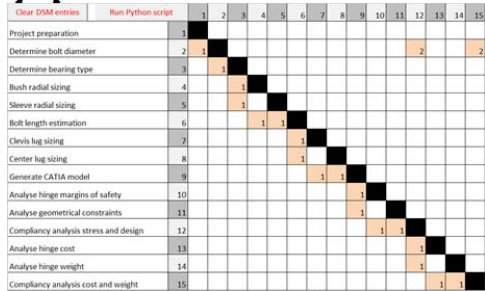 Clear DSM entries Run Python script 1 2 3 4 5 6 7 8 9 10 11 12 13 14 15
Project preparation 1
Determine bolt diameter 2 1 2 2
Determine bearing type 3 1
Bush radial sizing 4 1
Sleeve radial sizing 5 1
Bolt length estimation 6 1 1
Clevis lug sizing 7 1
Center lug sizing 8 1
Generate CATIA model 9 1 1
Analyse hinge margins of safety 10 1
Analyse geometrical constraints 11 1
Compliancy analysis stress and design 12 1 1
Analyse hinge cost 13 1
Analyse hinge weight 14 1
Compliancy analysis cost and weight 15 1 1